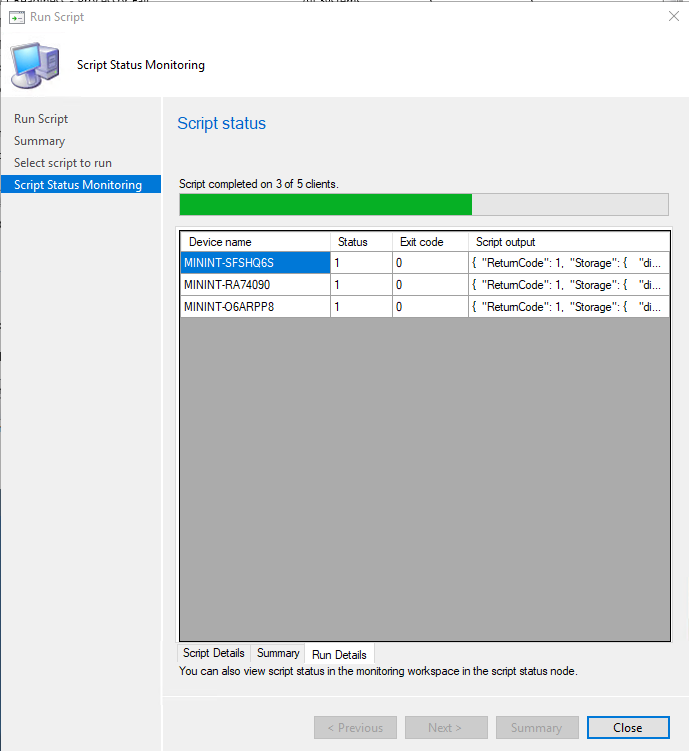 Run Script
Script Status Monitoring
Run Script
Summary
Select script to run
Script Status Monitoring
Script status
Script completed on 3 of 5 clients.
Device name Status Exit code Script output
MININT-SFSHQ6S 1 0 { "ReturnCode": 1, "Storage": { "di...
MININT-RA74090 1 0 { "ReturnCode": 1, "Storage": { "di...
MININT-O6ARPP8 1 0 { "ReturnCode": 1, "Storage": { "di...
Script Details Summary Run Details
You can also view script status in the monitoring workspace in the script status node.
< Previous Next > Summary Close